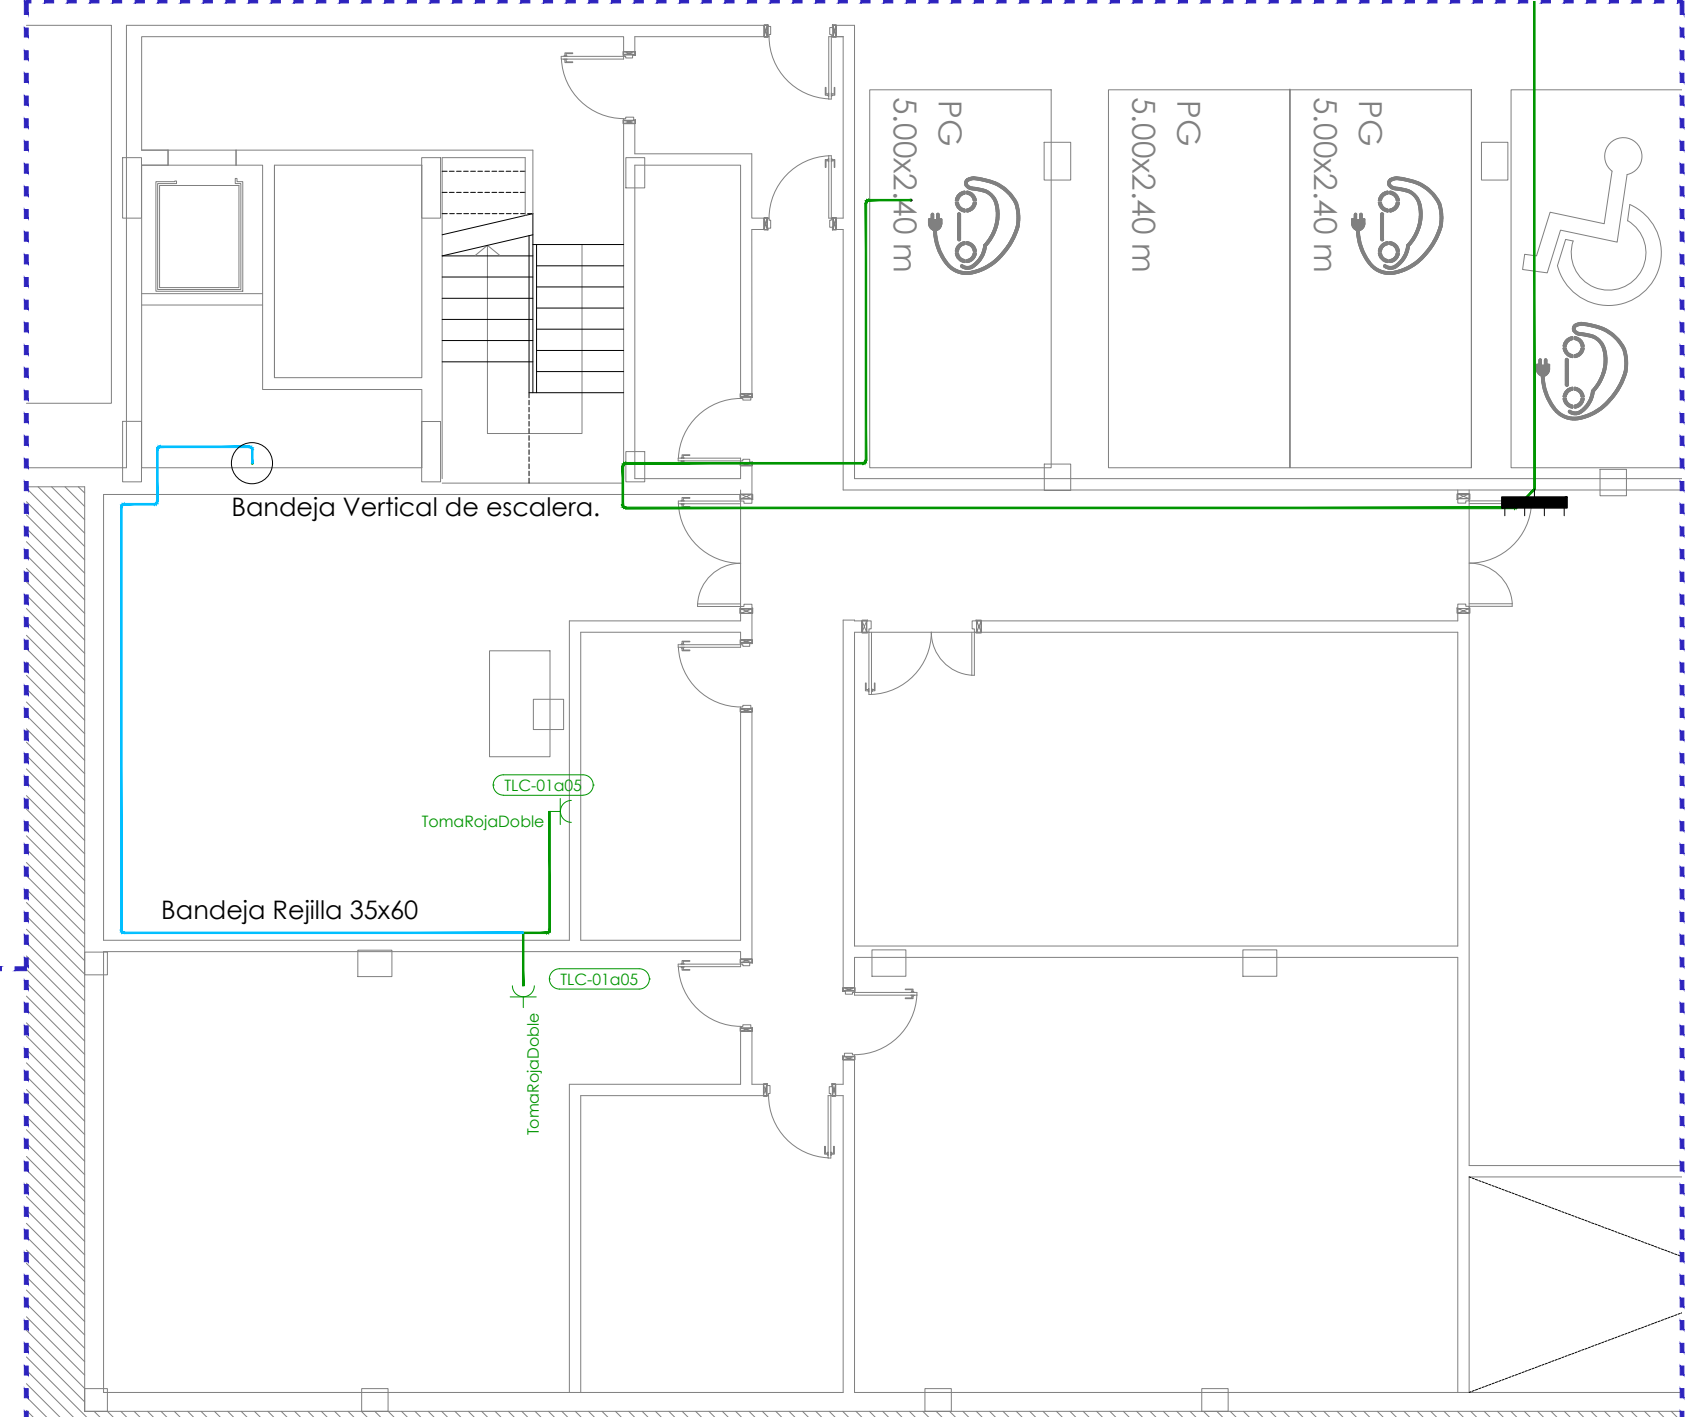 PG
5.00x2.40 m
PG
5.00x2.40 m
PG
5.00x2.40 m
Bandeja Vertical de escalera.
TLC-01a05
TomaRojaDoble
Bandeja Rejilla 35x60
TLC-01a05
TomaRojaDoble